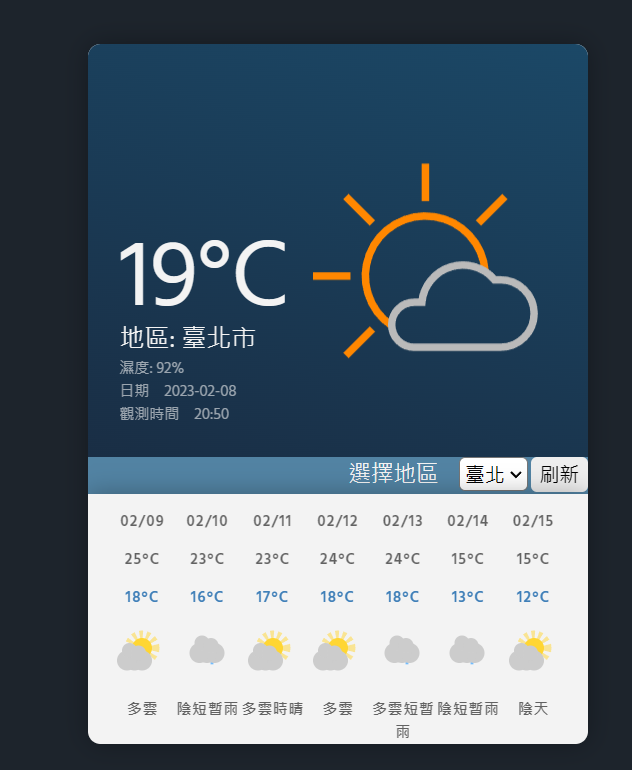 19°C
地區: 臺北市
濕度: 92%
日期 2023-02-08
觀測時間 20:50
選擇地區 臺北 刷新
02/09 02/10 02/11 02/12 02/13 02/14 02/15
25°C 23°C 23°C 24°C 24°C 15°C 15°C
18°C 16°C 17°C 18°C 18°C 13°C 12°C
多雲 陰短暫雨 多雲時晴 多雲 多雲短暫 陰短暫雨 陰天
雨